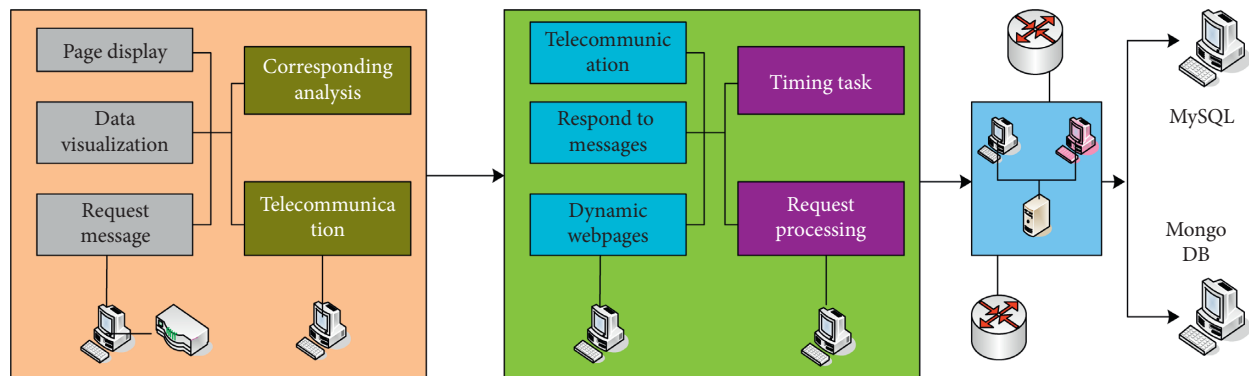 Page display
Data
visualization
Request
message
Corresponding
analysis
Telecommunica
tion
Telecommunic
ation
Respond to
messages
Dynamic
webpages
Timing task
Request
processing
MySQL
Mongo
DB